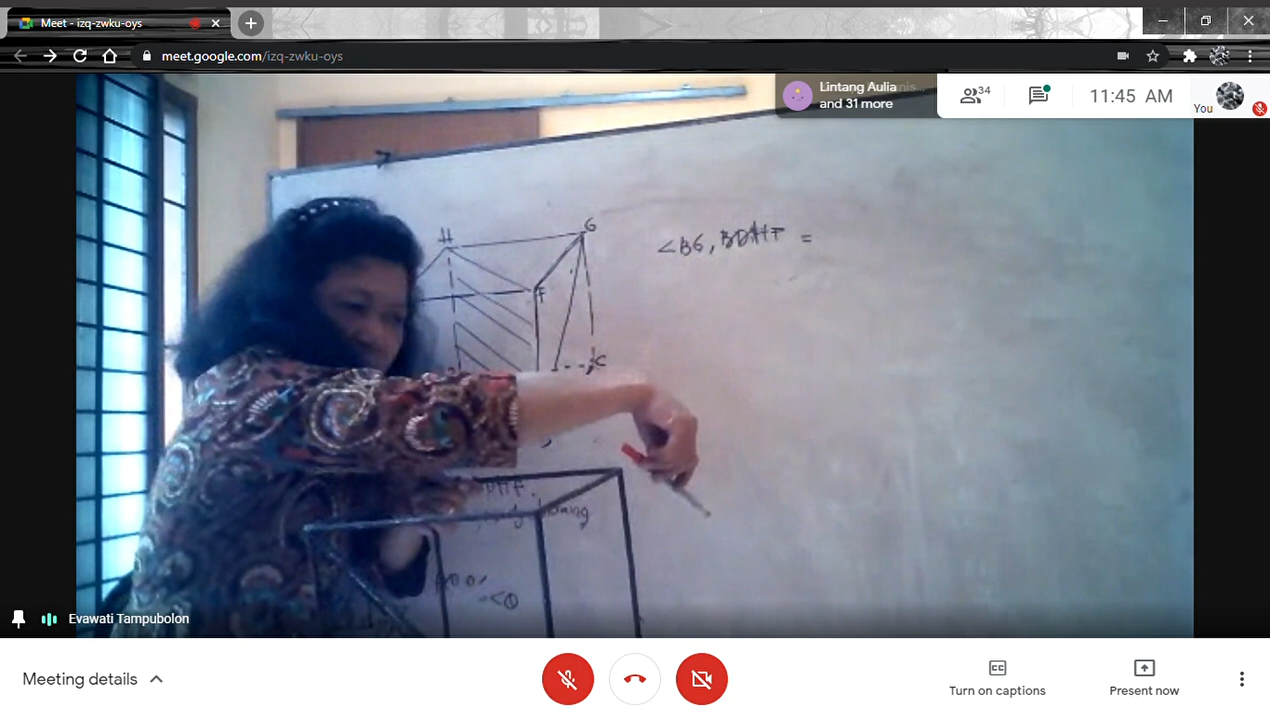 Meet - izq-zwku-oys
meet.google.com/izq-zwku-oys
Lintang Aulia
and 31 more
34
11:45 AM
You
H
G
F
C
∠BG, BDHF =
Evawati Tampubolon
Meeting details
CC
Turn on captions
Present now